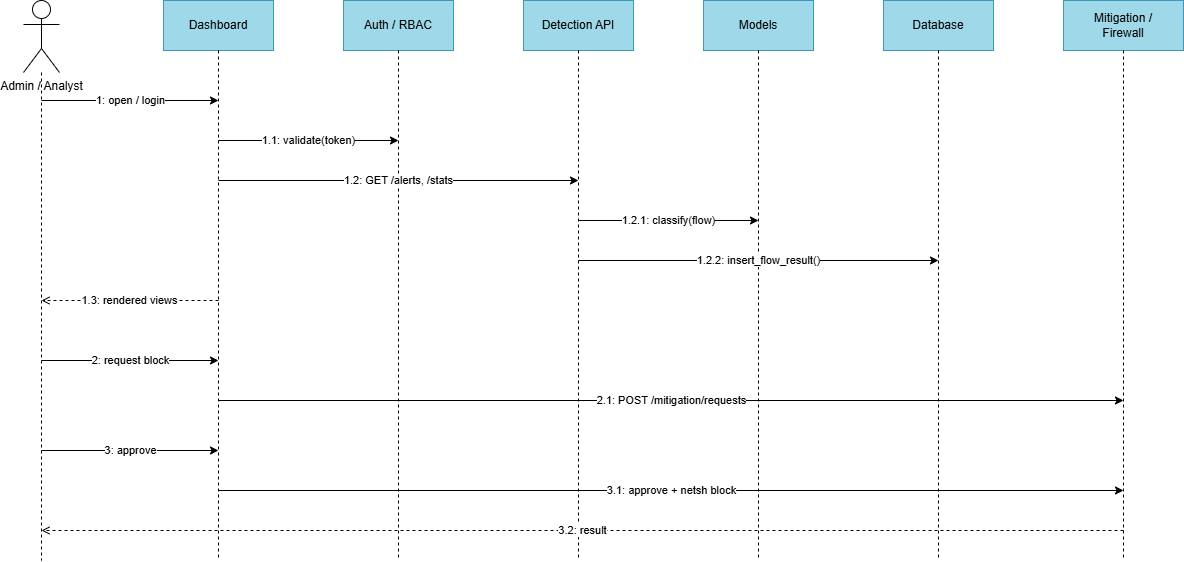 Dashboard
Auth / RBAC
Detection API
Models
Database
Mitigation /
Firewall
Admin / Analyst
1: open / login
1.1: validate(token)
1.2: GET /alerts, /stats
1.2.1: classify(flow)
1.2.2: insert_flow_result()
1.3: rendered views
2: request block
2.1: POST /mitigation/requests
3: approve
3.1: approve + netsh block
3.2: result